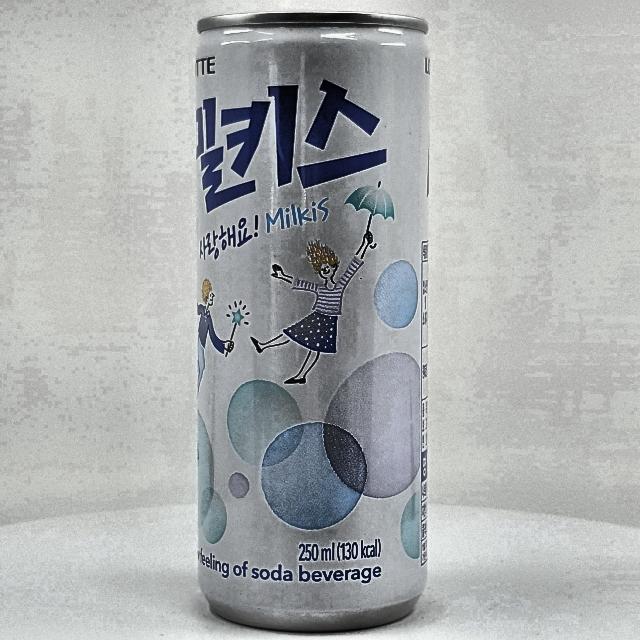 TTE
밀키스
사랑해요! Milkis
250 ml (130 kcal)
feeling of soda beverage